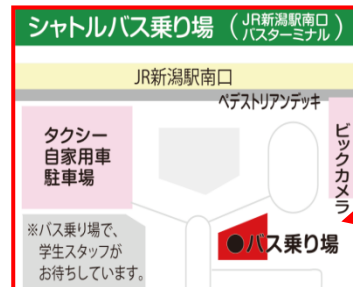 シャトルバス乗り場（JR新潟駅南口
バスターミナル）
JR新潟駅南口
ペデストリアンデッキ
タクシー
自家用車
駐車場
ビックカメラ
●バス乗り場
※バス乗り場で、
学生スタッフが
お待ちしています。